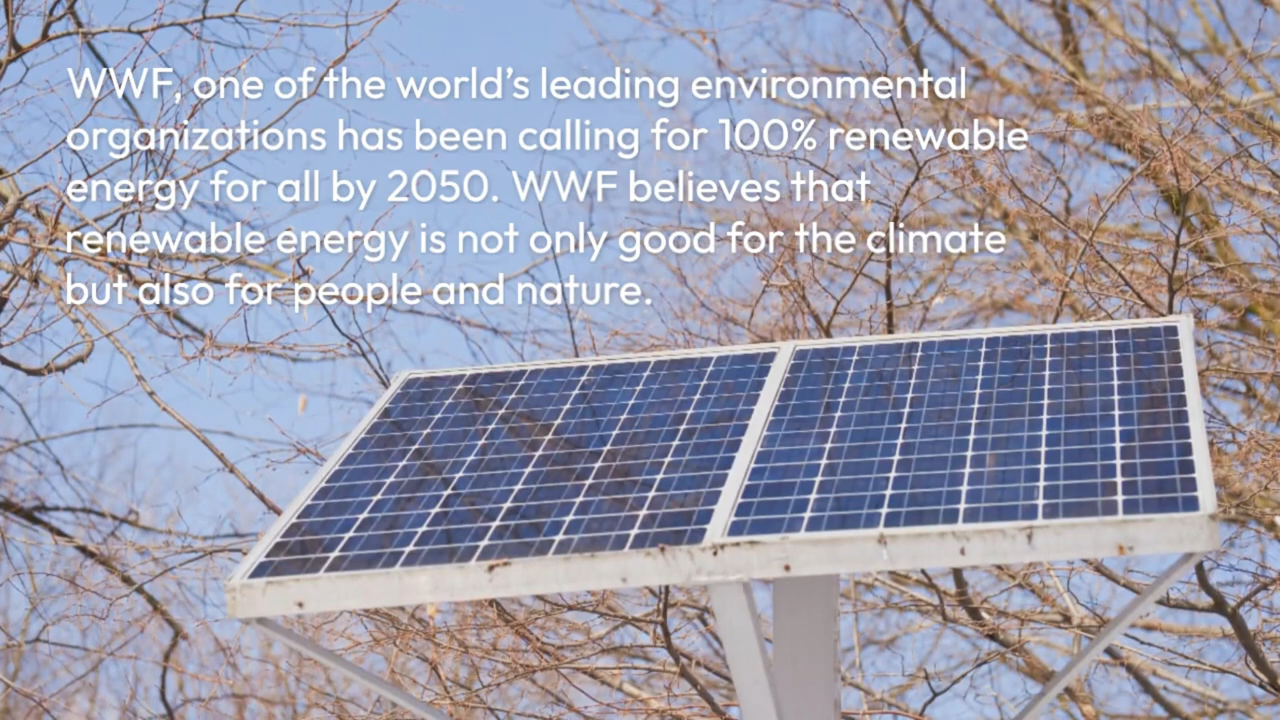 WWF, one of the world’s leading environmental
organizations has been calling for 100% renewable
energy for all by 2050. WWF believes that
renewable energy is not only good for the climate
but also for people and nature.